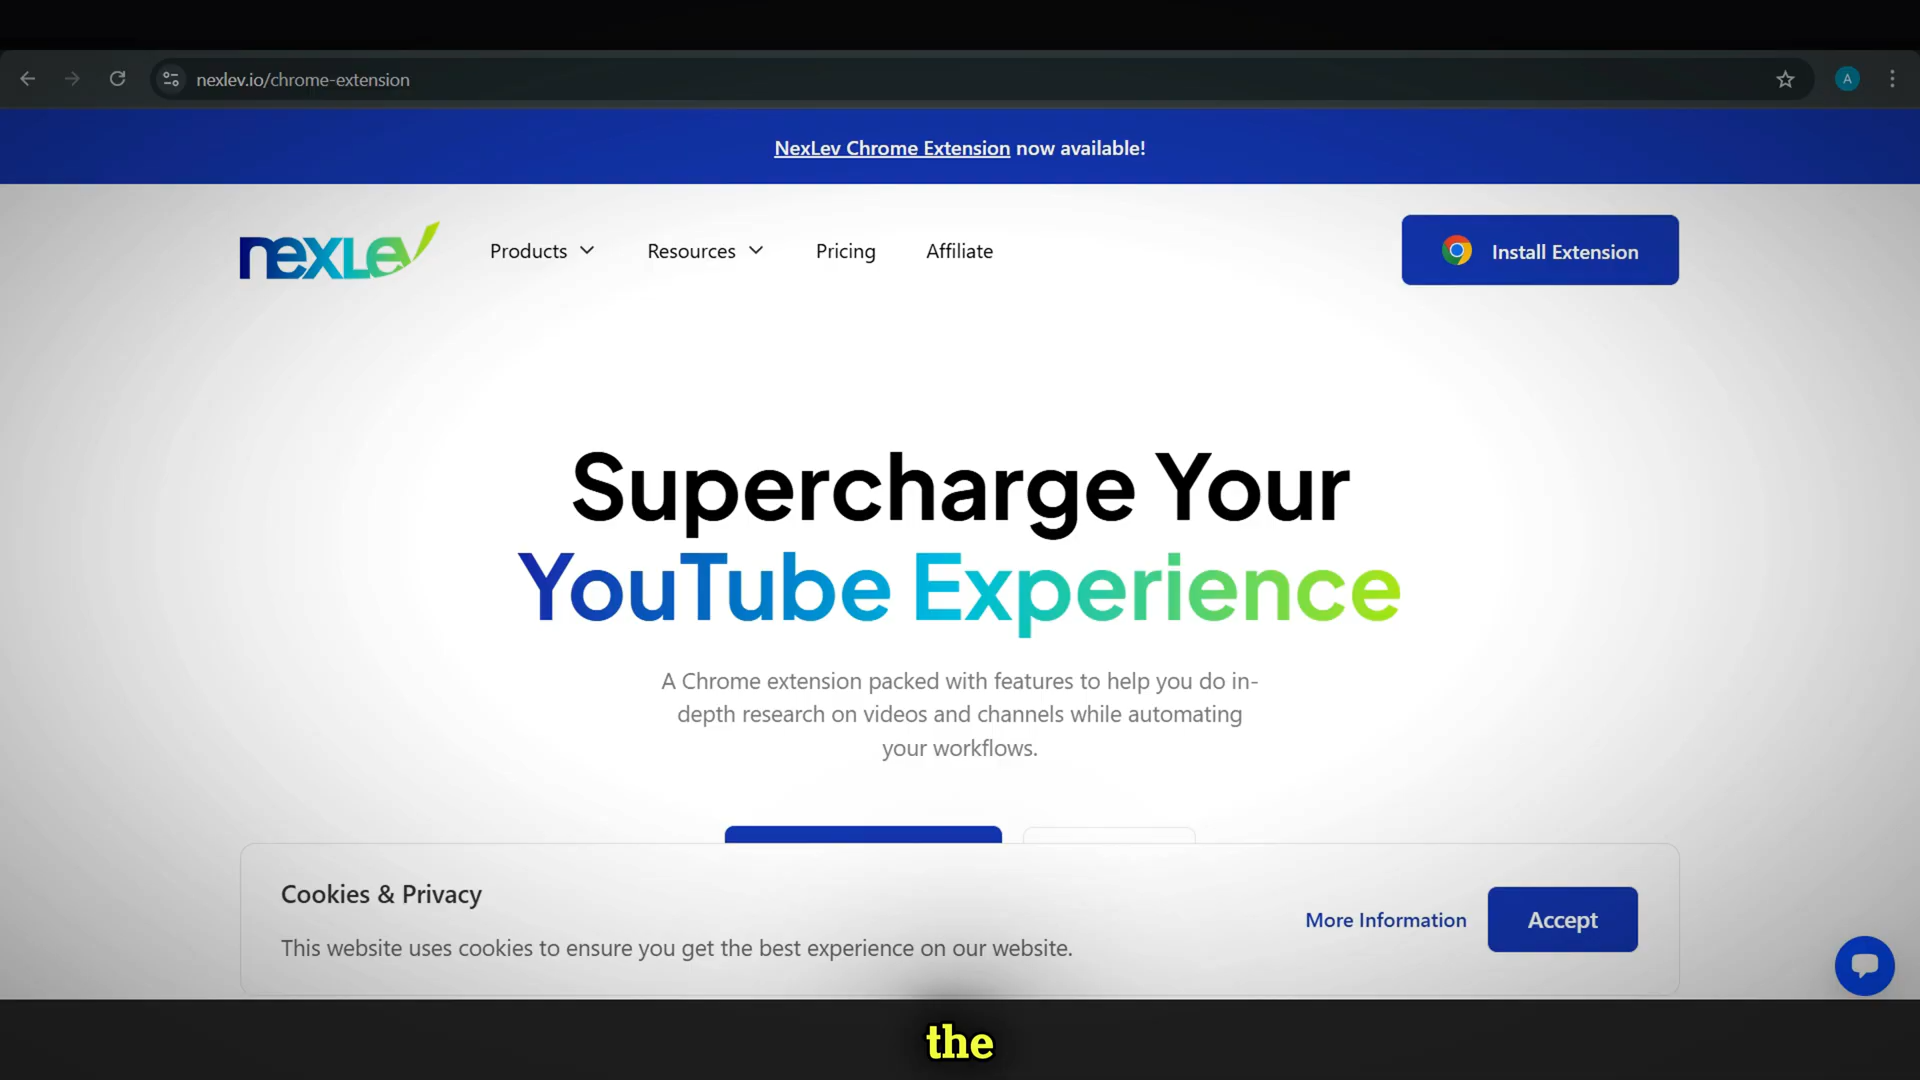 nexlev.io/chrome-extension
A
NexLev Chrome Extension now available!
nexLev
Products
Resources
Pricing
Affiliate
Install Extension
Supercharge Your
YouTube Experience
A Chrome extension packed with features to help you do in-
depth research on videos and channels while automating
your workflows.
Cookies & Privacy
This website uses cookies to ensure you get the best experience on our website.
More Information
Accept
the